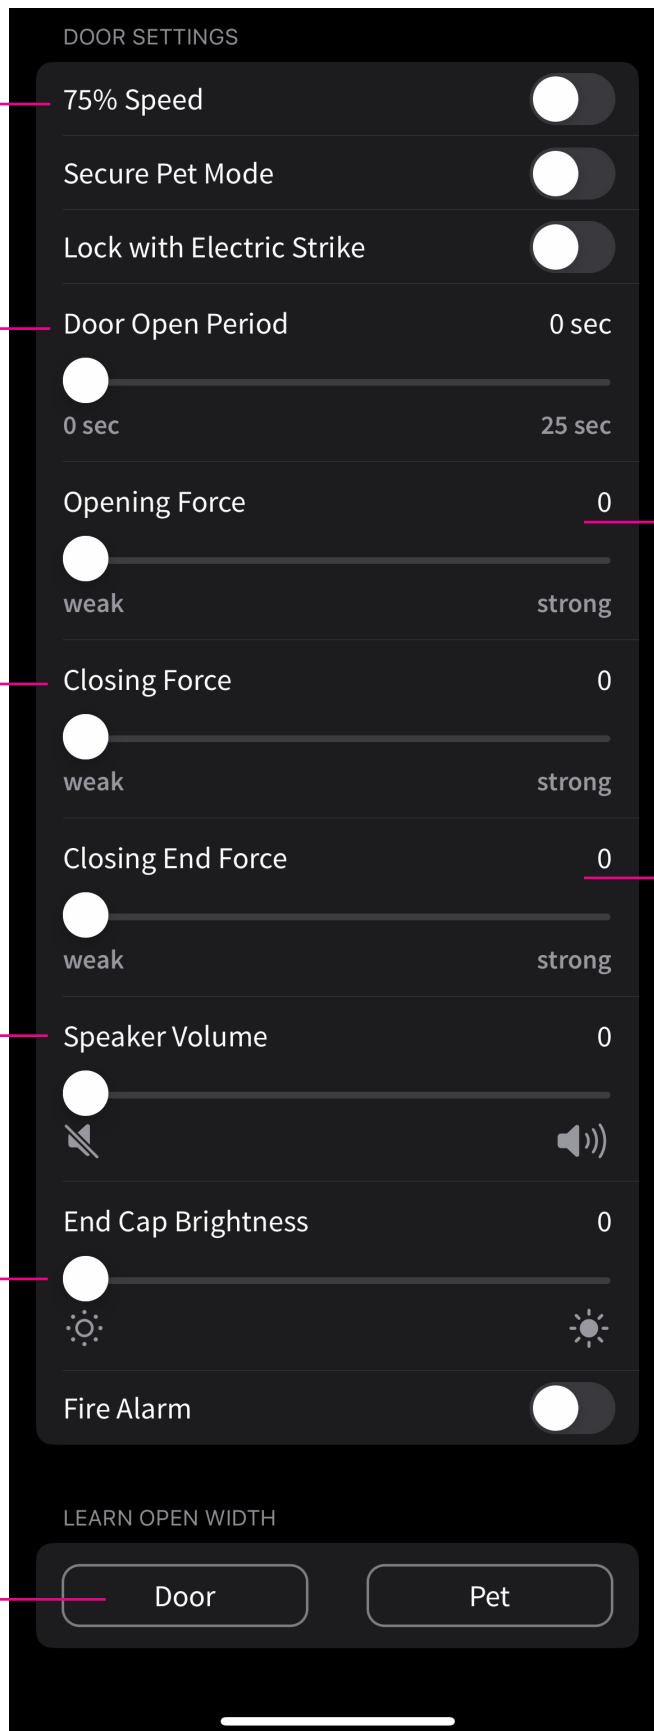 DOOR SETTINGS
75% Speed
Secure Pet Mode
Lock with Electric Strike
Door Open Period 0 sec
0 sec 25 sec
Opening Force 0
weak strong
Closing Force 0
weak strong
Closing End Force 0
weak strong
Speaker Volume 0
End Cap Brightness 0
Fire Alarm
LEARN OPEN WIDTH
Door Pet